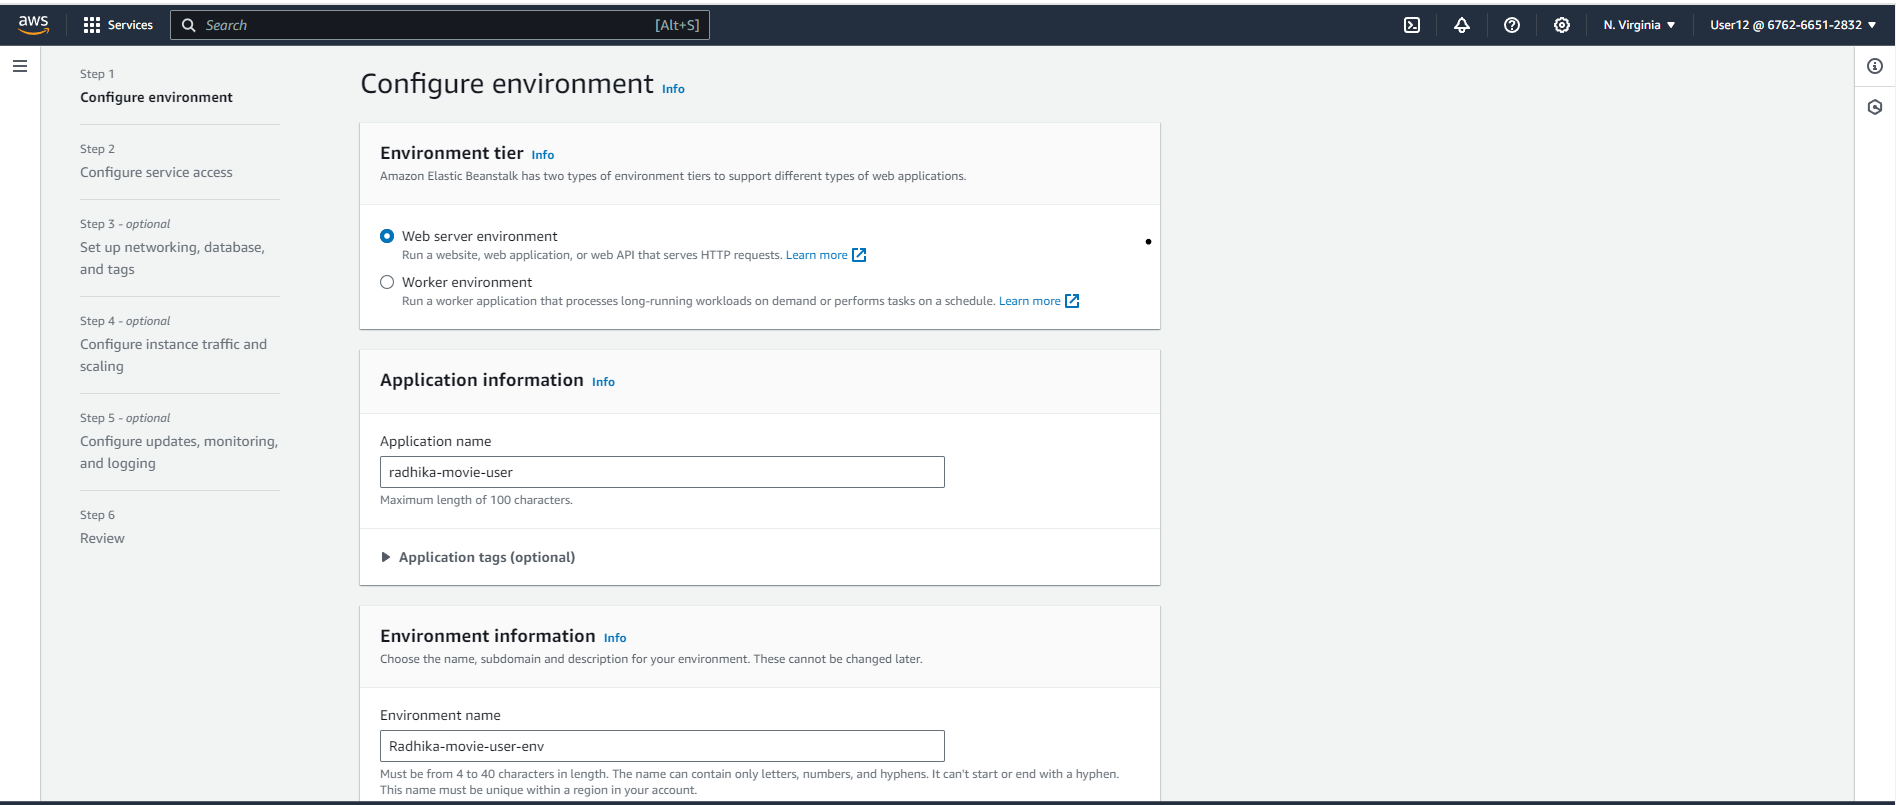 aws
Services
Search
[Alt+S]
N. Virginia
User12 @ 6762-6651-2832
Step 1
Configure environment
Step 2
Configure service access
Step 3 - optional
Set up networking, database,
and tags
Step 4 - optional
Configure instance traffic and
scaling
Step 5 - optional
Configure updates, monitoring,
and logging
Step 6
Review
Configure environment Info
Environment tier Info
Amazon Elastic Beanstalk has two types of environment tiers to support different types of web applications.
Web server environment
Run a website, web application, or web API that serves HTTP requests. Learn more
Worker environment
Run a worker application that processes long-running workloads on demand or performs tasks on a schedule. Learn more
Application information Info
Application name
radhika-movie-user
Maximum length of 100 characters.
Application tags (optional)
Environment information Info
Choose the name, subdomain and description for your environment. These cannot be changed later.
Environment name
Radhika-movie-user-env
Must be from 4 to 40 characters in length. The name can contain only letters, numbers, and hyphens. It can't start or end with a hyphen.
This name must be unique within a region in your account.